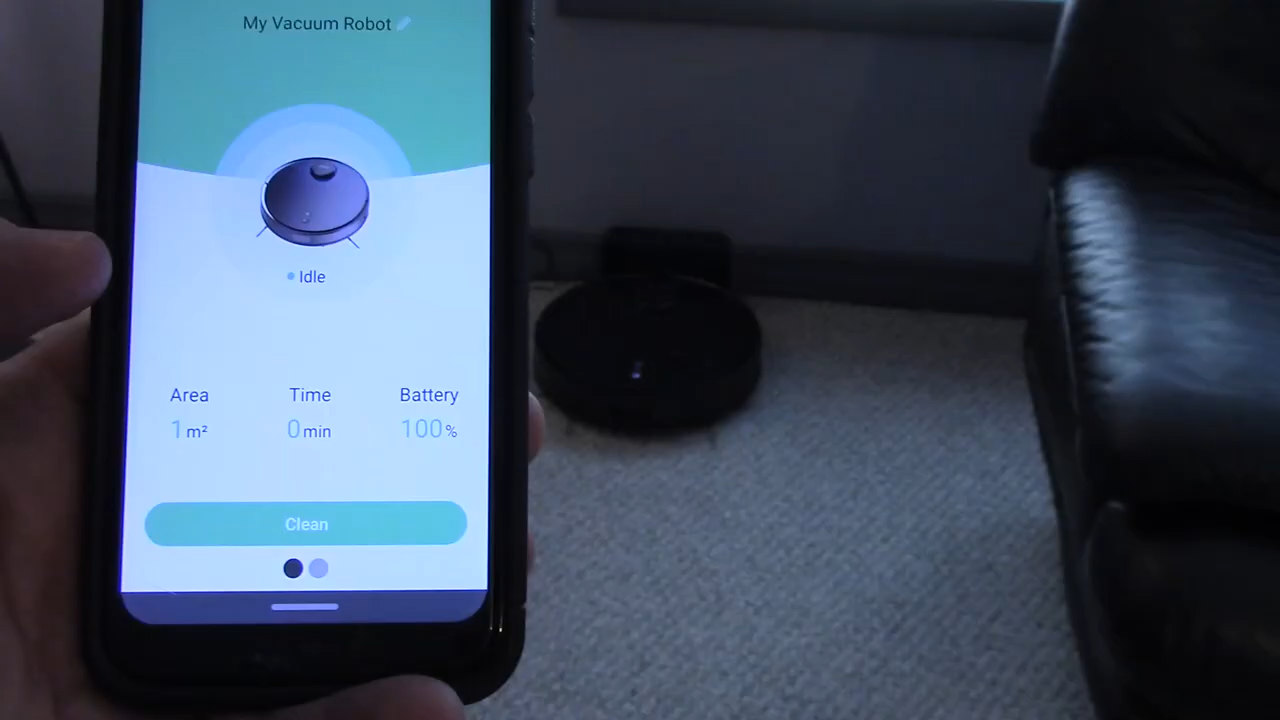 My Vacuum Robot
Idle
Area Time Battery
1 m² 0 min 100 %
Clean